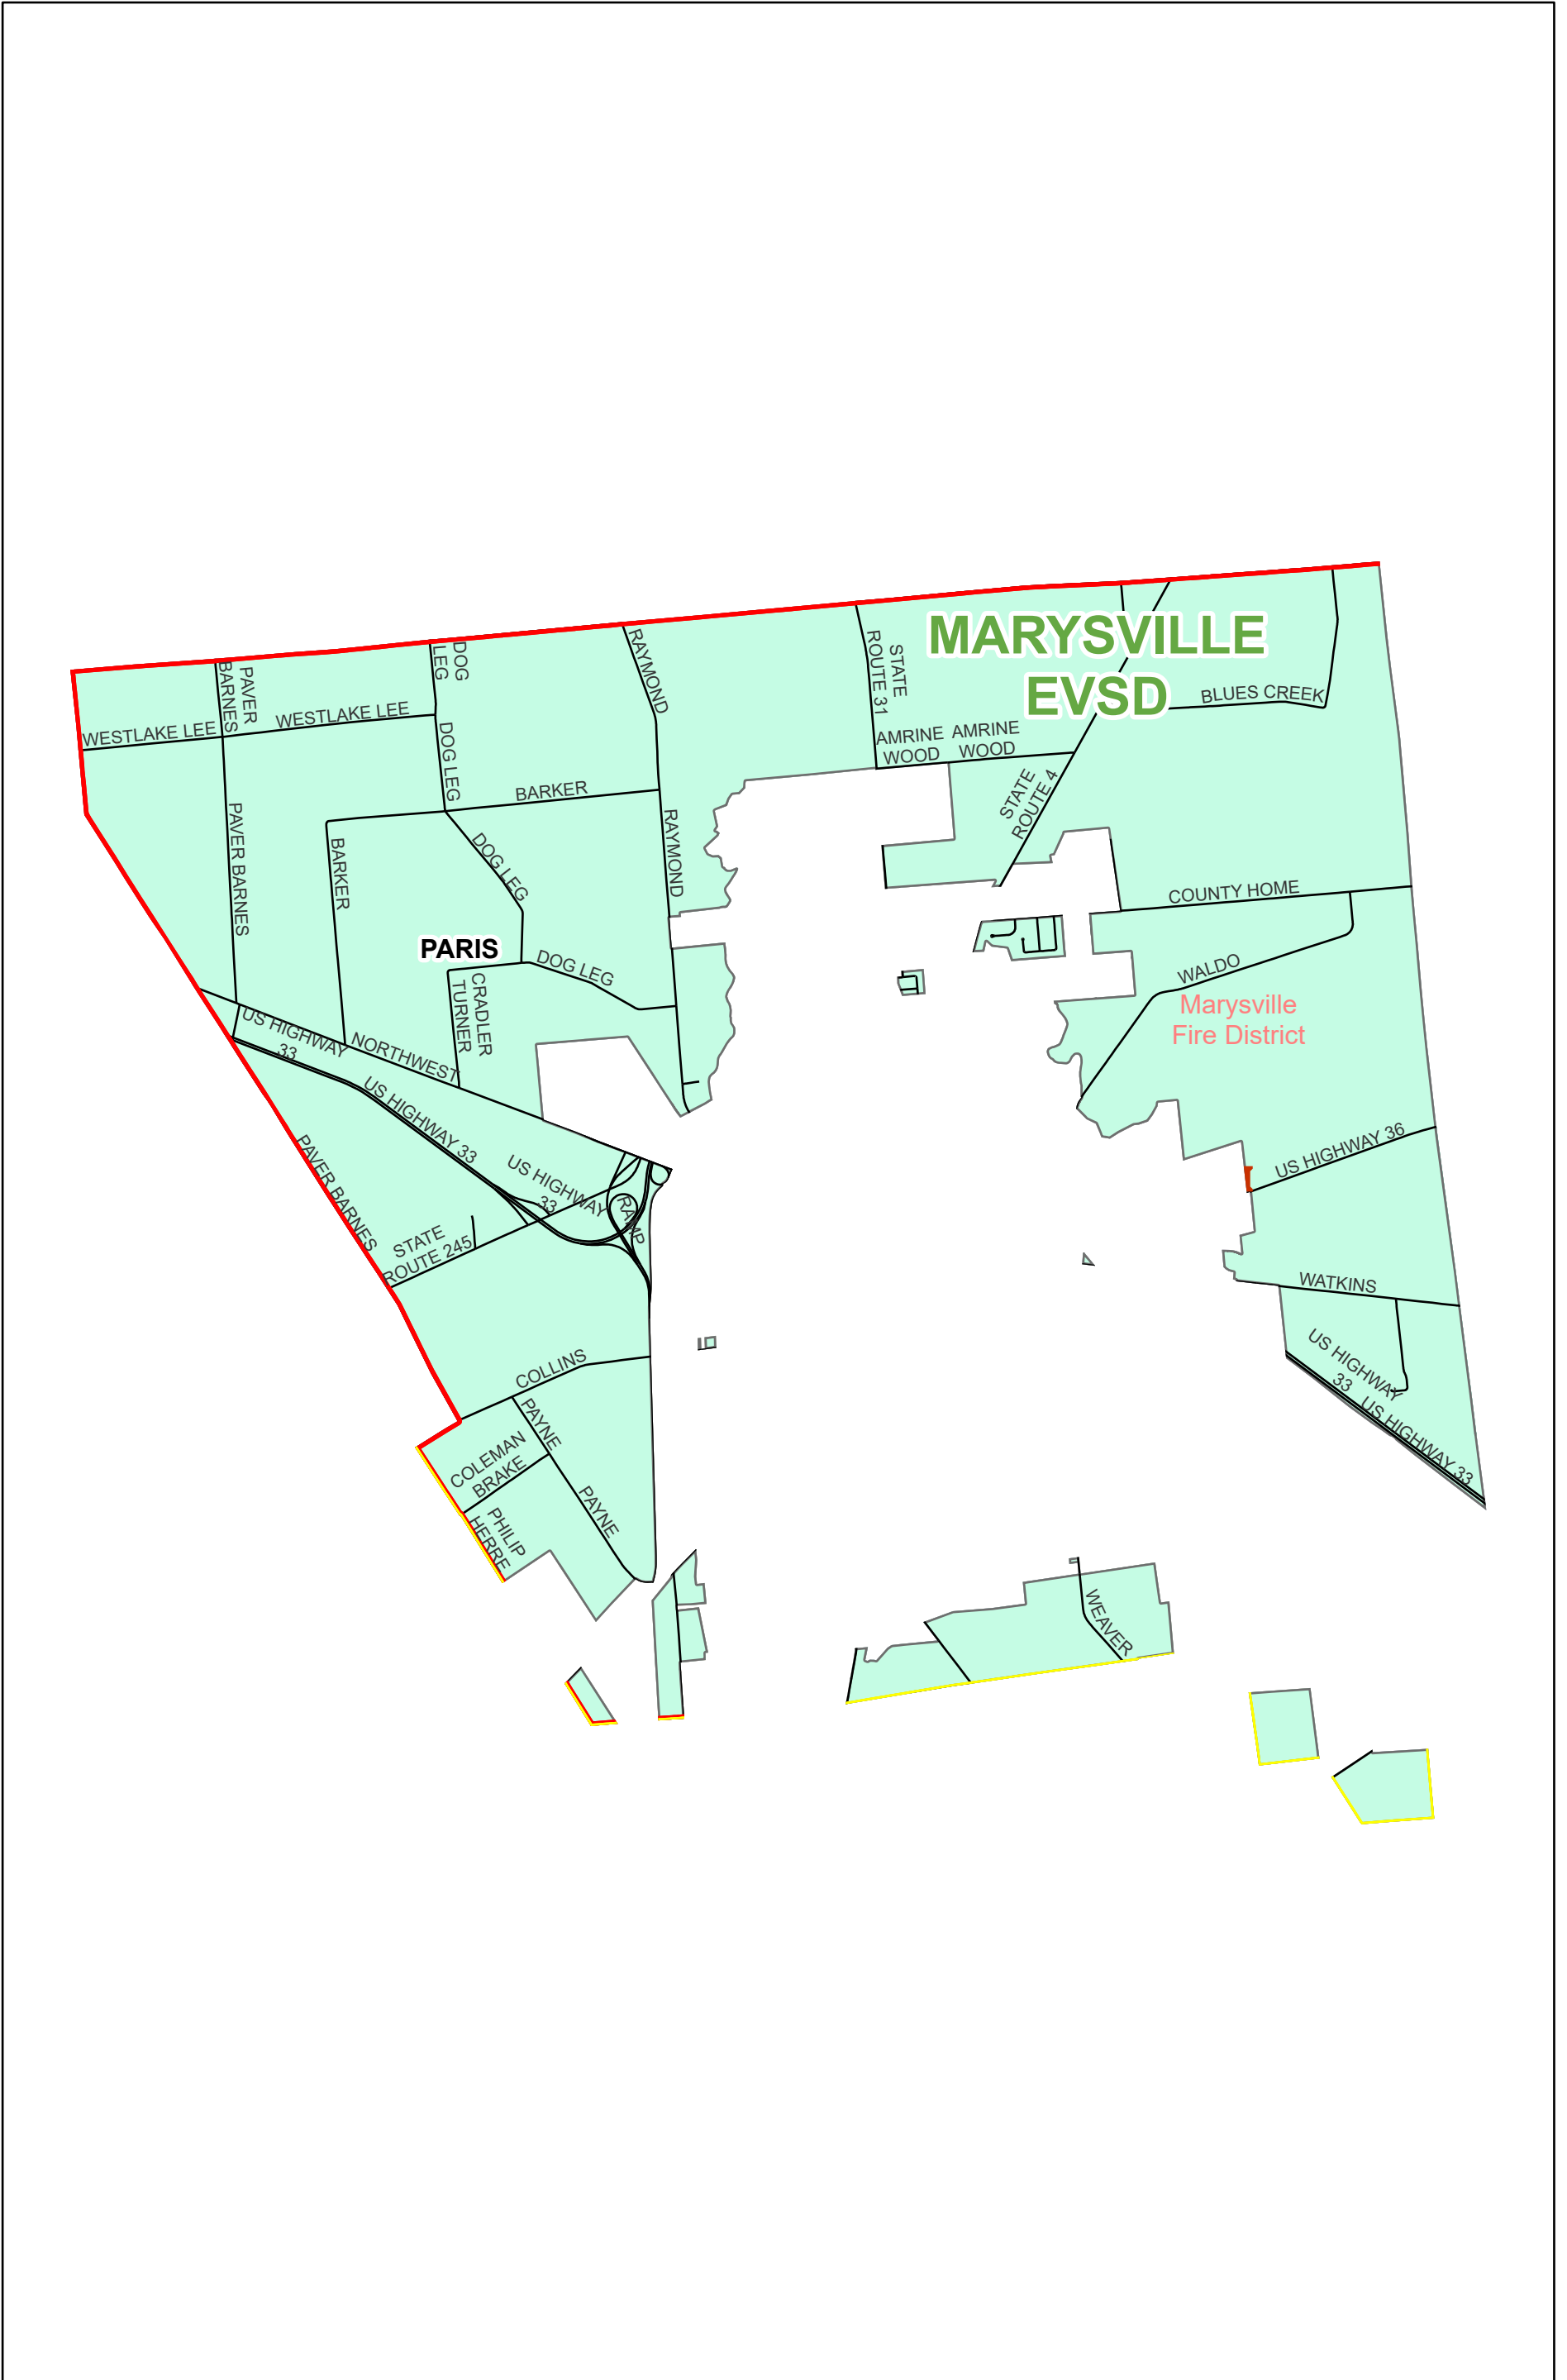 MARYSVILLE
EVSD
RAYMOND
STATE
ROUTE 31
DOG
LEG
PAVER
BARNES
BLUES CREEK
WESTLAKE LEE
WESTLAKE LEE
AMRINE
WOOD
AMRINE
WOOD
DOG LEG
STATE
ROUTE 4
BARKER
PAVER BARNES
BARKER
DOG LEG
RAYMOND
COUNTY HOME
PARIS
DOG LEG
WALDO
CRADLER
TURNER
Marysville
Fire District
US HIGHWAY
33
NORTHWEST
US HIGHWAY 33
US HIGHWAY 36
PAVER BARNES
US HIGHWAY
33
RAMP
STATE
ROUTE 245
WATKINS
US HIGHWAY
33
COLLINS
PAYNE
US HIGHWAY 33
COLEMAN
BRAKE
PAYNE
PHILIP
HERRE
WEAVER